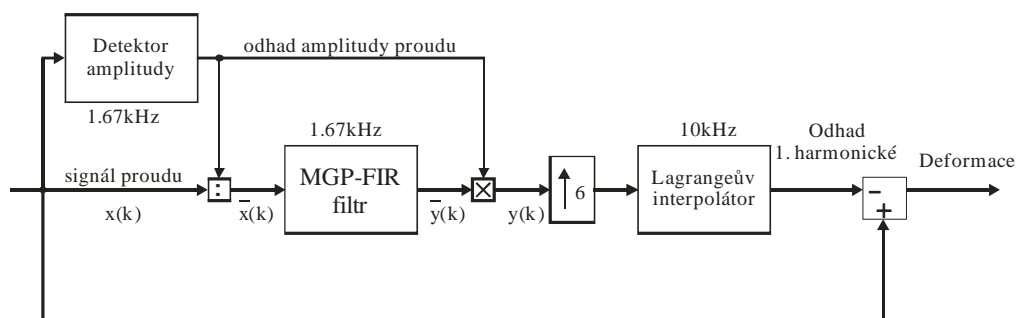 Detektor
amplitudy
odhad amplitudy proudu
1.67kHz
1.67kHz
10kHz
Odhad
1. harmonické
Deformace
signál proudu
x(k)
:
x̅(k)
MGP-FIR
filtr
y̅(k)
×
y(k)
↑ 6
Lagrangeův
interpolátor
−
+